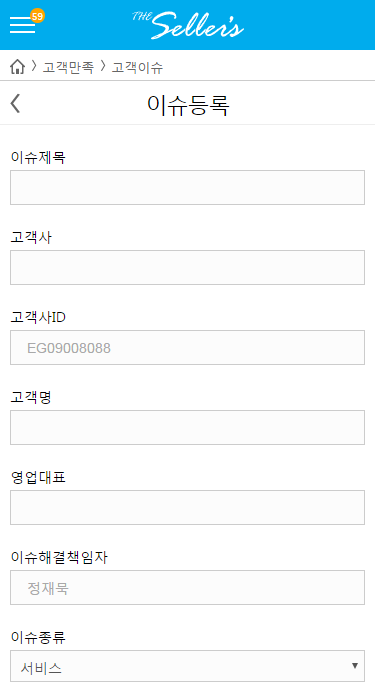 59
THE Seller's
고객만족 고객이슈
이슈등록
이슈제목
고객사
고객사ID
EG09008088
고객명
영업대표
이슈해결책임자
정재묵
이슈종류
서비스